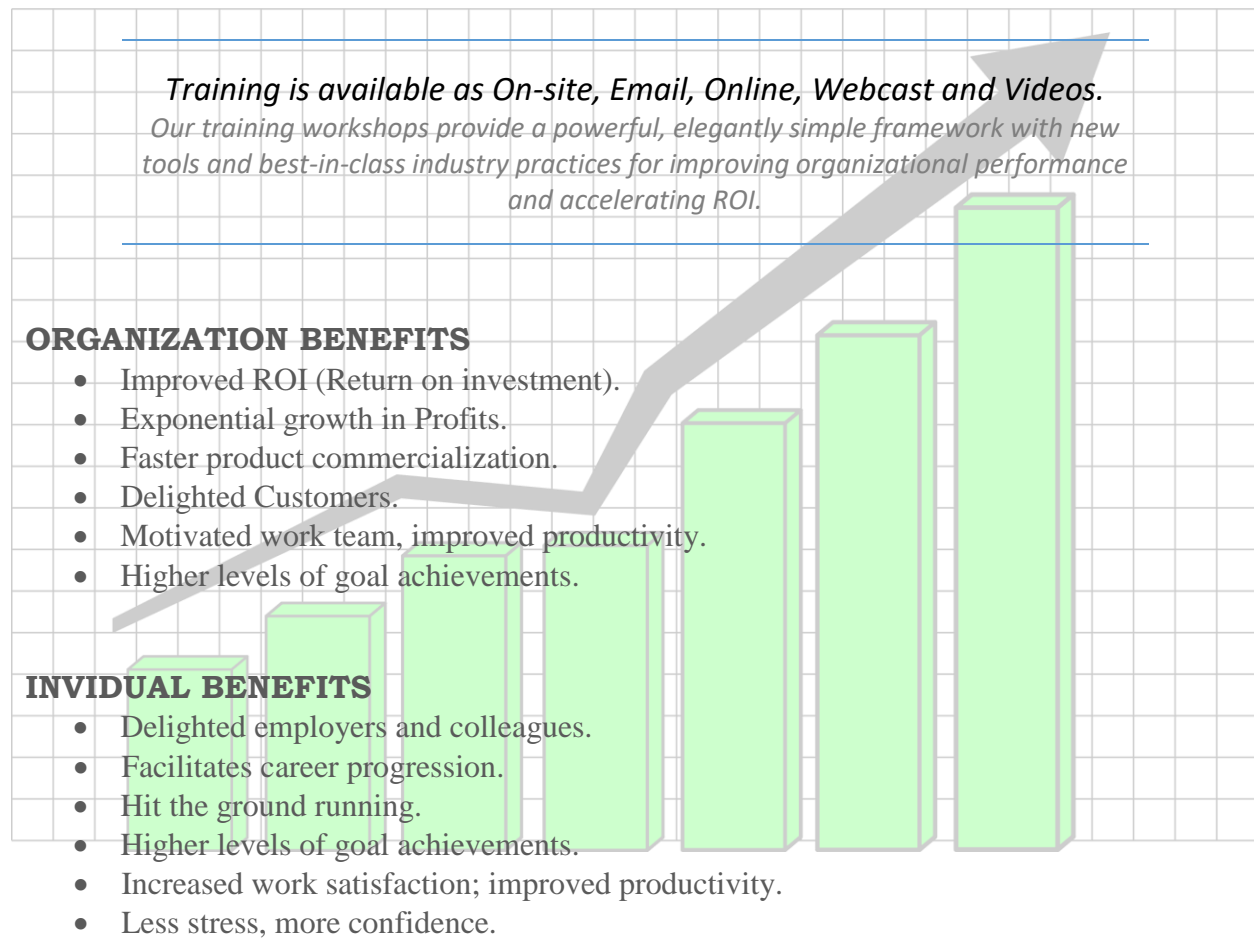 Training is available as On-site, Email, Online, Webcast and Videos.
Our training workshops provide a powerful, elegantly simple framework with new
tools and best-in-class industry practices for improving organizational performance
and accelerating ROI.
ORGANIZATION BENEFITS
• Improved ROI (Return on investment).
• Exponential growth in Profits.
• Faster product commercialization.
• Delighted Customers.
• Motivated work team, improved productivity.
• Higher levels of goal achievements.
INVIDUAL BENEFITS
• Delighted employers and colleagues.
• Facilitates career progression.
• Hit the ground running.
• Higher levels of goal achievements.
• Increased work satisfaction; improved productivity.
• Less stress, more confidence.